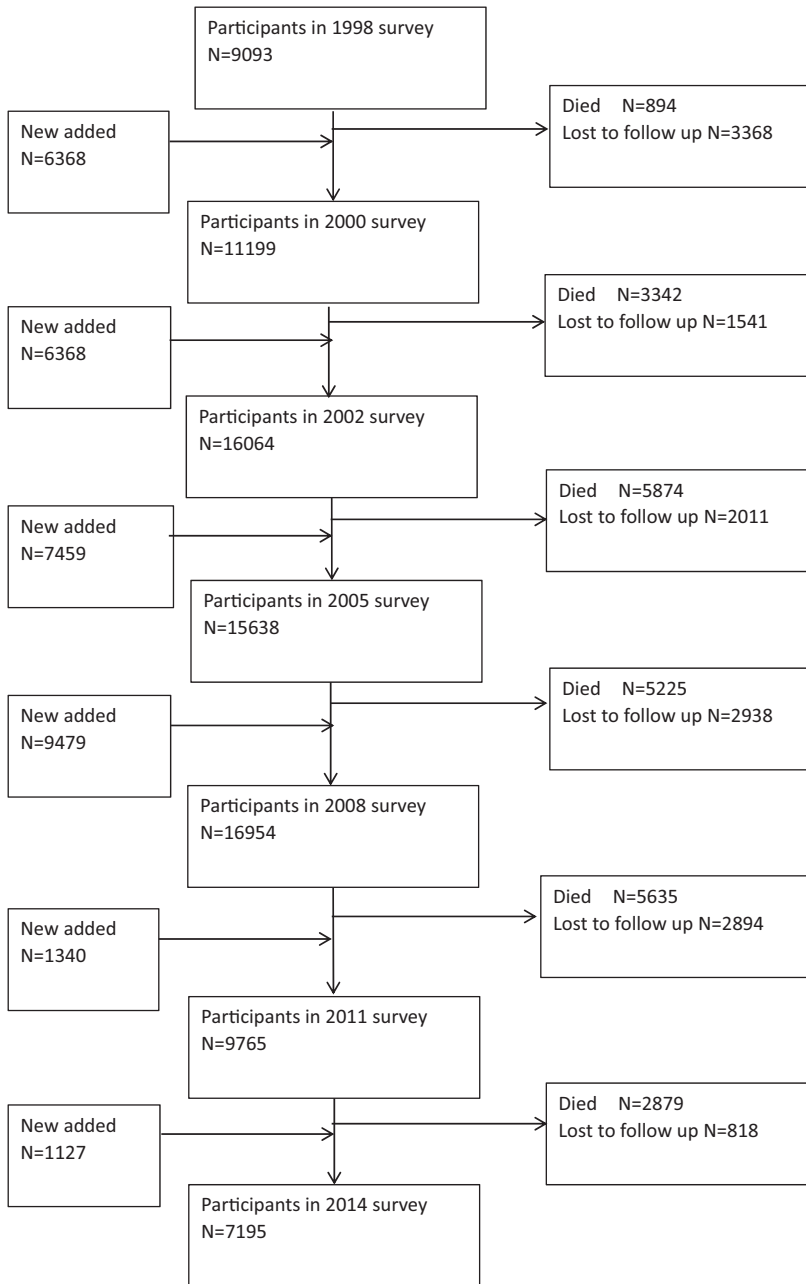 Participants in 1998 survey
N=9093
Died N=894
Lost to follow up N=3368
New added
N=6368
Participants in 2000 survey
N=11199
Died N=3342
Lost to follow up N=1541
New added
N=6368
Participants in 2002 survey
N=16064
Died N=5874
Lost to follow up N=2011
New added
N=7459
Participants in 2005 survey
N=15638
Died N=5225
Lost to follow up N=2938
New added
N=9479
Participants in 2008 survey
N=16954
Died N=5635
Lost to follow up N=2894
New added
N=1340
Participants in 2011 survey
N=9765
Died N=2879
Lost to follow up N=818
New added
N=1127
Participants in 2014 survey
N=7195